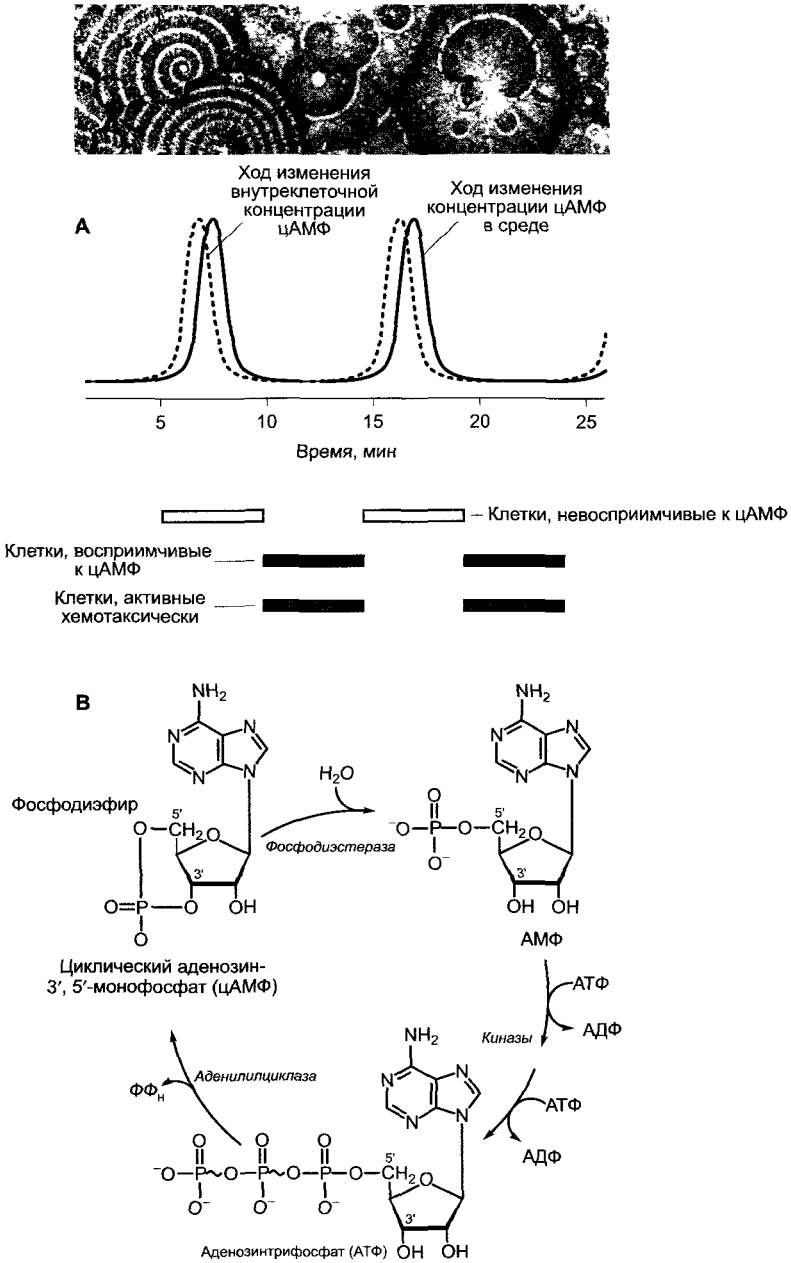 Ход изменения
внутреклеточной
концентрации
цАМФ
Ход изменения
концентрации цАМФ
в среде
А
5
10
15
20
25
Время, мин
Клетки, невосприимчивые к цАМФ
Клетки, восприимчивые
к цАМФ
Клетки, активные
хемотаксически
В
NH2
N
N
N
N
Фосфодиэфир
O
5′
CH2
O
3′
O=P
O
OH
O
Циклический аденозин-
3′, 5′-монофосфат (цАМФ)
H2O
Фосфодиэстераза
NH2
N
N
N
N
O
⁻O–P–O–CH2
5′
O
O⁻
3′
OH OH
АМФ
АТФ
АДФ
Киназы
АТФ
АДФ
Аденилилциклаза
ФФн
NH2
N
N
N
N
O O O
⁻O–P~O–P~O–P–O–CH2
5′
O
O⁻ O⁻ O⁻
3′
Аденозинтрифосфат (АТФ)
OH OH